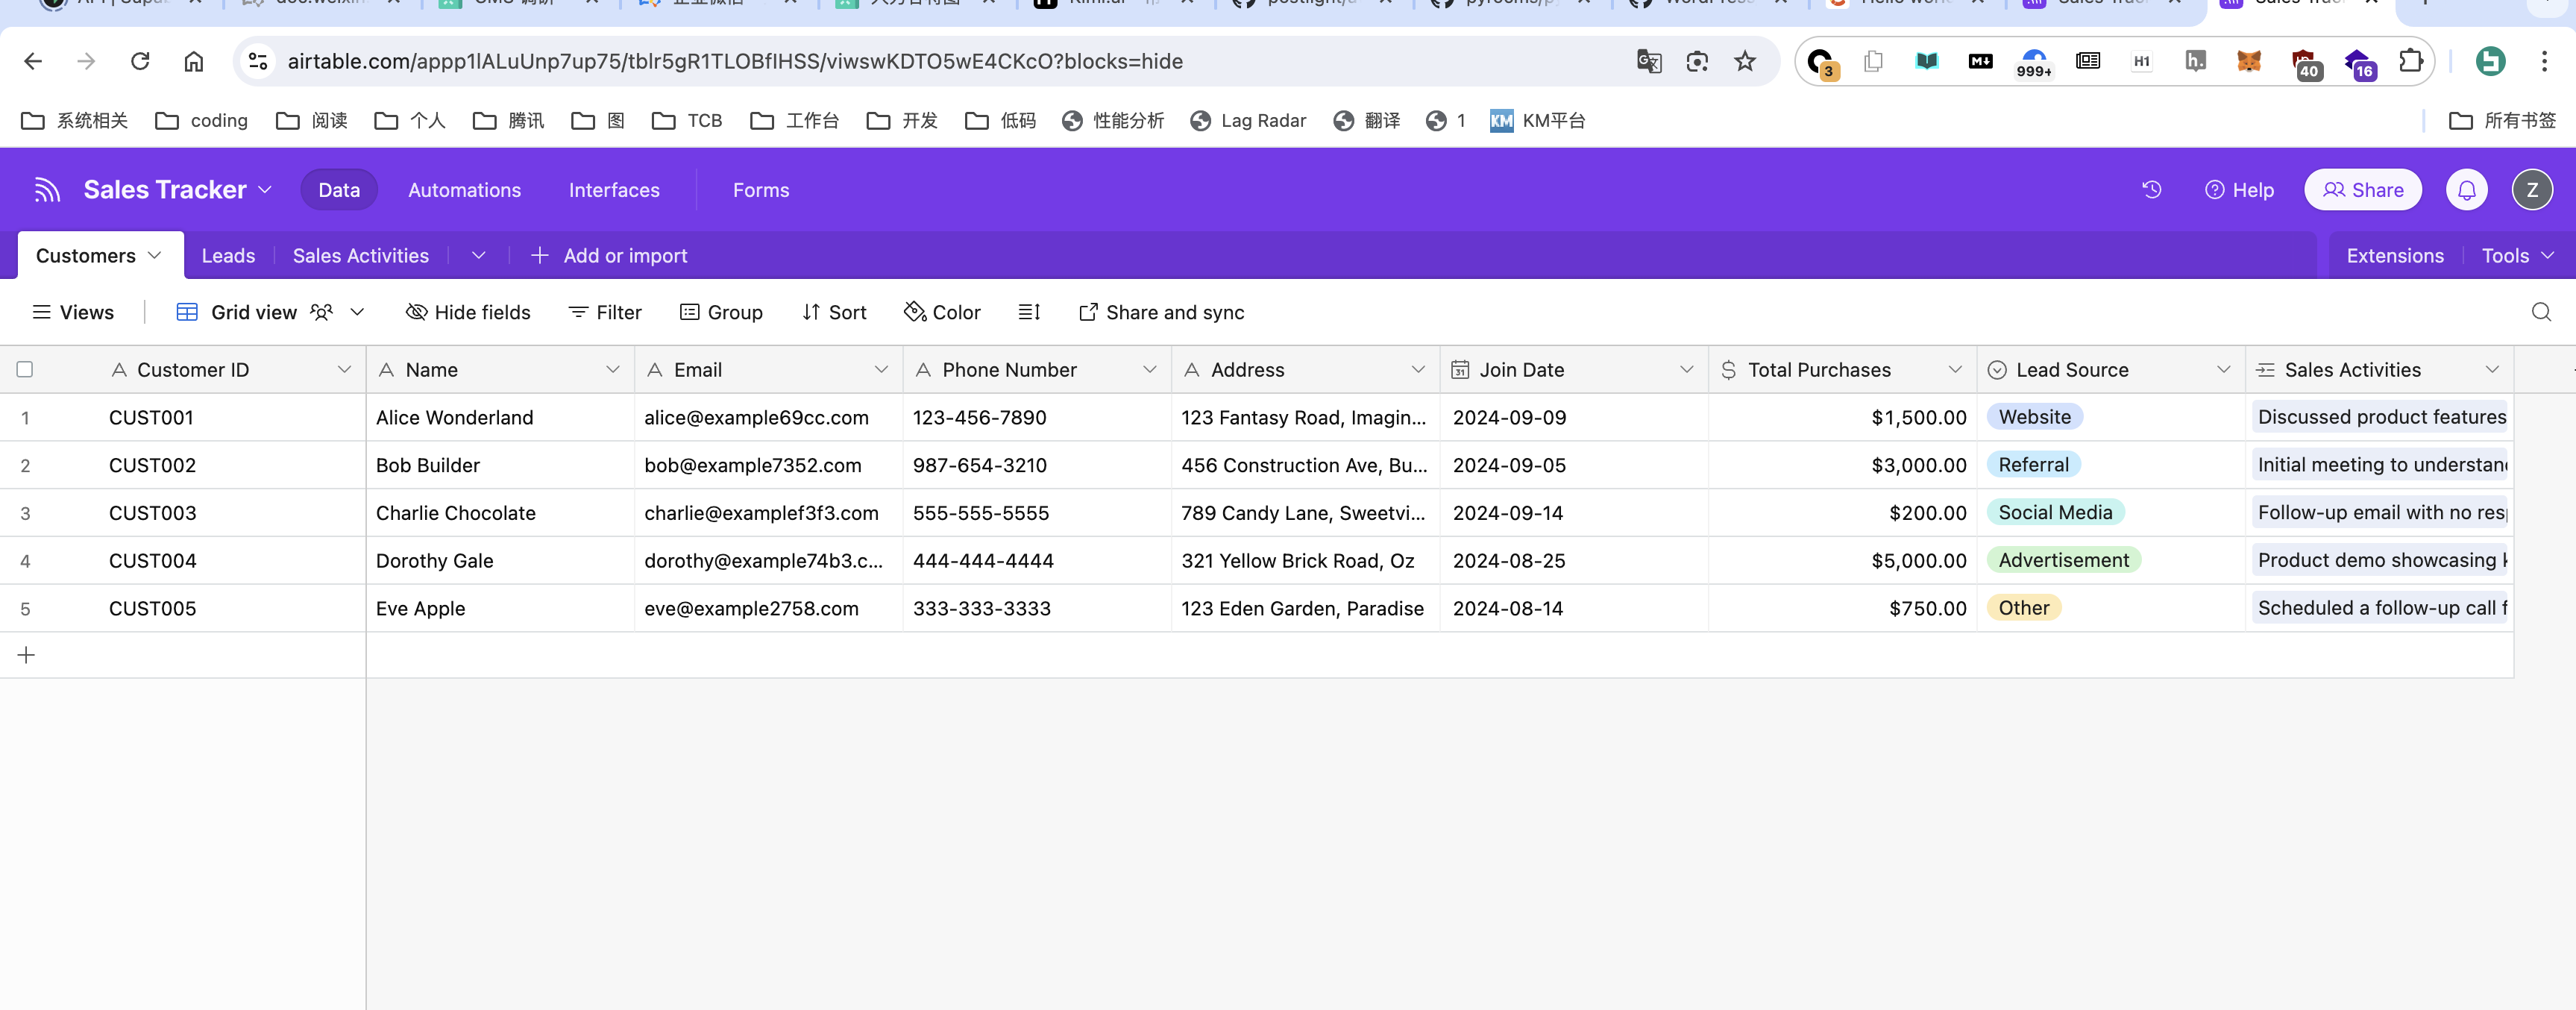 airtable.com/appp1lALuUnp7up75/tblr5gR1TLOBflHSS/viwswKDTO5wE4CKcO?blocks=hide
3 M↓ 999+ H1 h. 40 16
系统相关 coding 阅读 个人 腾讯 图 TCB 工作台 开发 低码 性能分析 Lag Radar 翻译 1 KM KM平台 所有书签
Sales Tracker Data Automations Interfaces Forms Help Share Z
Customers Leads Sales Activities Add or import Extensions Tools
Views Grid view Hide fields Filter Group Sort Color Share and sync
Customer ID Name Email Phone Number Address Join Date Total Purchases Lead Source Sales Activities
1 CUST001 Alice Wonderland alice@example69cc.com 123-456-7890 123 Fantasy Road, Imagin... 2024-09-09 $1,500.00 Website Discussed product features
2 CUST002 Bob Builder bob@example7352.com 987-654-3210 456 Construction Ave, Bu... 2024-09-05 $3,000.00 Referral Initial meeting to understand
3 CUST003 Charlie Chocolate charlie@examplef3f3.com 555-555-5555 789 Candy Lane, Sweetvi... 2024-09-14 $200.00 Social Media Follow-up email with no resp
4 CUST004 Dorothy Gale dorothy@example74b3.c... 444-444-4444 321 Yellow Brick Road, Oz 2024-08-25 $5,000.00 Advertisement Product demo showcasing k
5 CUST005 Eve Apple eve@example2758.com 333-333-3333 123 Eden Garden, Paradise 2024-08-14 $750.00 Other Scheduled a follow-up call f